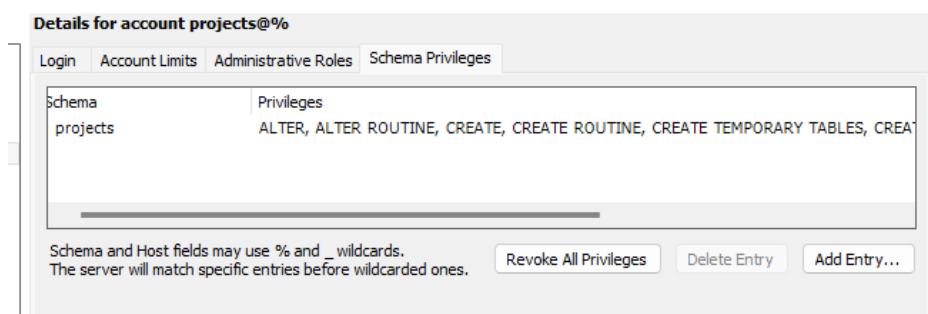 Details for account projects@%
Login Account Limits Administrative Roles Schema Privileges
Schema Privileges
projects ALTER, ALTER ROUTINE, CREATE, CREATE ROUTINE, CREATE TEMPORARY TABLES, CREAT
Schema and Host fields may use % and _ wildcards.
The server will match specific entries before wildcarded ones.
Revoke All Privileges Delete Entry Add Entry...